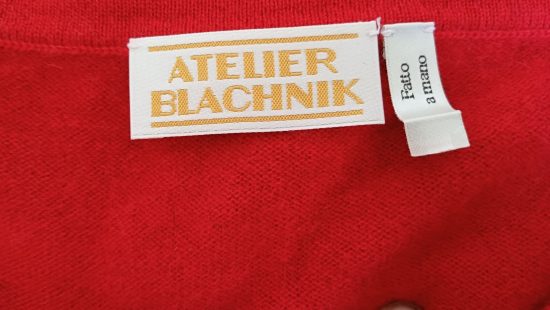 ATELIER
BLACHNIK
Fatto
a mano